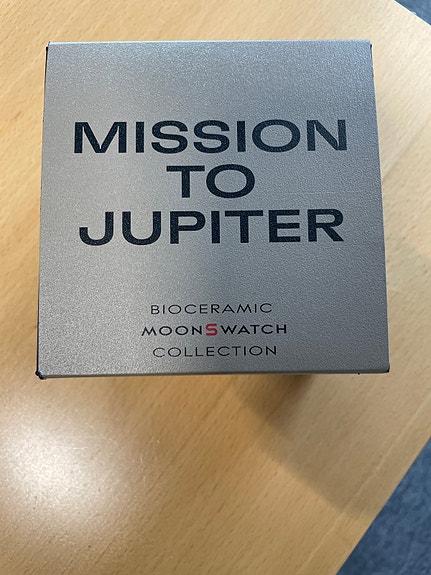 MISSION
TO
JUPITER
BIOCERAMIC
MOONSWATCH
COLLECTION